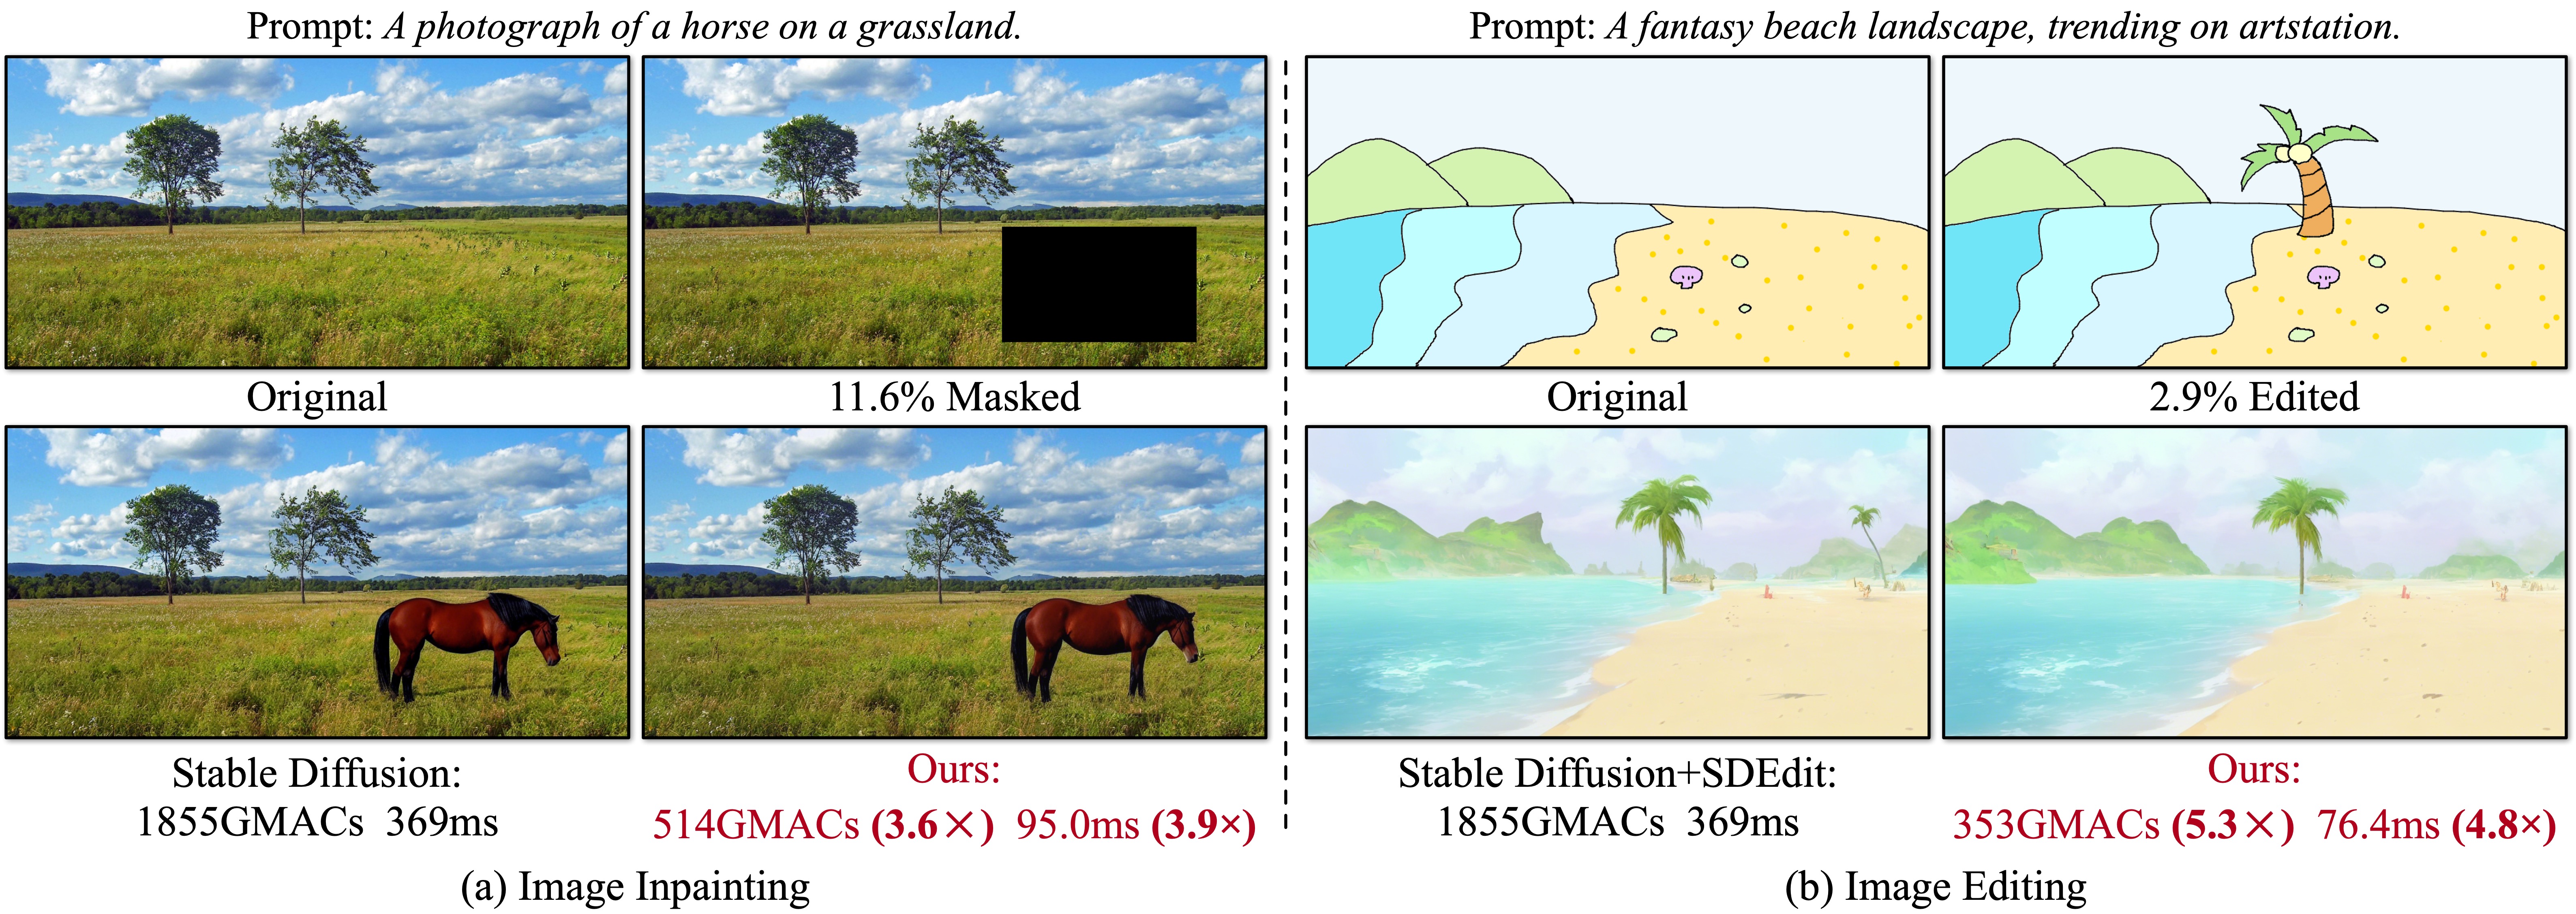 Prompt: A photograph of a horse on a grassland.
Original
11.6% Masked
Stable Diffusion:
1855GMACs 369ms
Ours:
514GMACs (3.6×) 95.0ms (3.9×)
(a) Image Inpainting
Prompt: A fantasy beach landscape, trending on artstation.
Original
2.9% Edited
Stable Diffusion+SDEdit:
1855GMACs 369ms
Ours:
353GMACs (5.3×) 76.4ms (4.8×)
(b) Image Editing